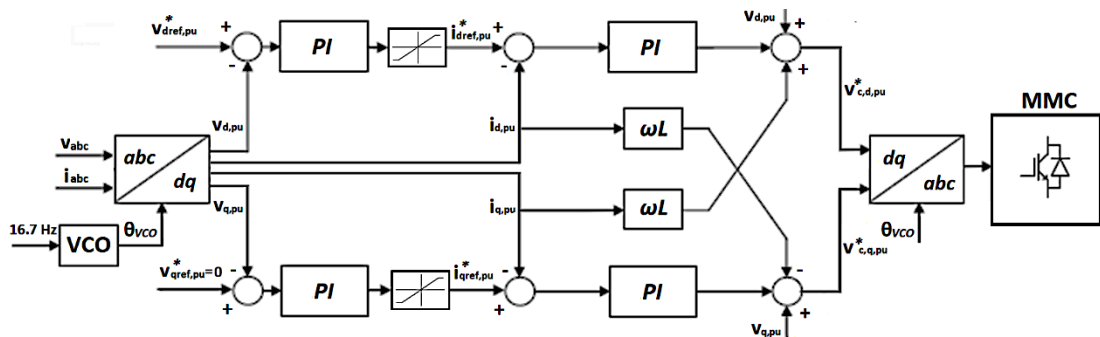 v*dref,pu
+
-
PI
i*dref,pu
+
-
PI
vd,pu
+
+
v*c,d,pu
MMC
vabc
iabc
abc
dq
vd,pu
vq,pu
id,pu
iq,pu
ωL
ωL
dq
abc
16.7 Hz
VCO
θVCO
θVCO
v*qref,pu=0
-
+
PI
i*qref,pu
-
+
PI
-
+
vq,pu
v*c,q,pu